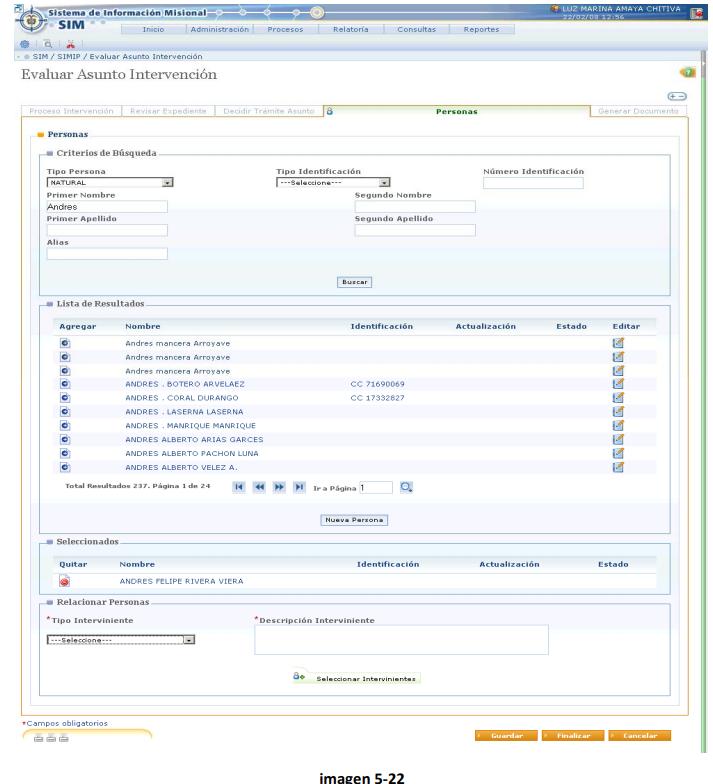 Sistema de Información Misional
LUZ MARINA AMAYA CHITIVA
22/02/08 12:56
SIM
Inicio Administración Procesos Relatoría Consultas Reportes
SIM / SIMIP / Evaluar Asunto Intervención
Evaluar Asunto Intervención
Proceso Intervención Revisar Expediente Decidir Trámite Asunto Personas Generar Documento
Personas
Criterios de Búsqueda
Tipo Persona Tipo Identificación Número Identificación
NATURAL ---Seleccione---
Primer Nombre Segundo Nombre
Andres
Primer Apellido Segundo Apellido
Alias
Buscar
Lista de Resultados
Agregar Nombre Identificación Actualización Estado Editar
Andres mancera Arroyave
Andres mancera Arroyave
Andres mancera Arroyave
ANDRES . BOTERO ARVELAEZ CC 71690069
ANDRES . CORAL DURANGO CC 17332827
ANDRES . LASERNA LASERNA
ANDRES . MANRIQUE MANRIQUE
ANDRES ALBERTO ARIAS GARCES
ANDRES ALBERTO PACHON LUNA
ANDRES ALBERTO VELEZ A.
Total Resultados 237. Página 1 de 24 Ir a Página 1
Nueva Persona
Seleccionados
Quitar Nombre Identificación Actualización Estado
ANDRES FELIPE RIVERA VIERA
Relacionar Personas
*Tipo Interviniente *Descripción Interviniente
---Seleccione---
Seleccionar Intervinientes
*Campos obligatorios
Guardar Finalizar Cancelar
imagen 5-22